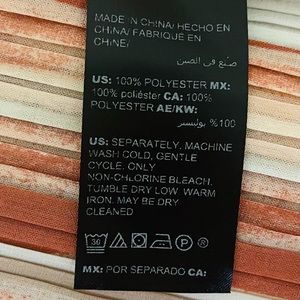 MADE IN CHINA/ HECHO EN
CHINA/ FABRIQUE EN
CHINE/
صنع في الصين
US: 100% POLYESTER MX:
100% poliéster CA: 100%
POLYESTER AE/KW:
100% بوليستر
US: SEPARATELY. MACHINE
WASH COLD, GENTLE
CYCLE. ONLY
NON-CHLORINE BLEACH.
TUMBLE DRY LOW. WARM
IRON. MAY BE DRY
CLEANED
30 P
MX: POR SEPARADO CA: